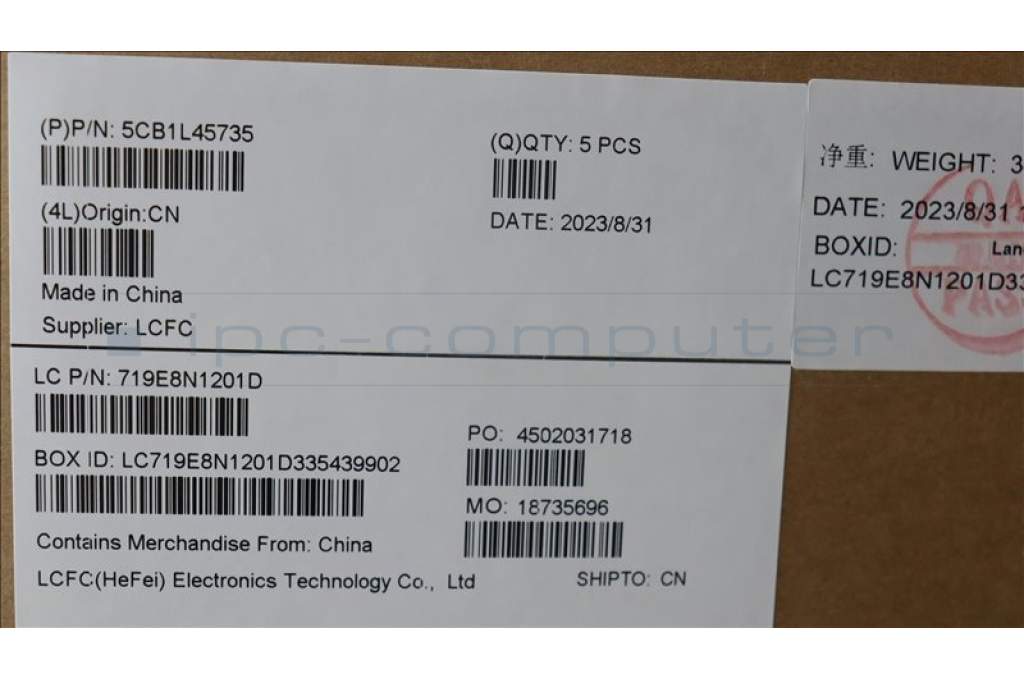 (P)P/N: 5CB1L45735
(Q)QTY: 5 PCS
(4L)Origin:CN
DATE: 2023/8/31
Made in China
Supplier: LCFC
ipc-computer
LC P/N: 719E8N1201D
PO: 4502031718
BOX ID: LC719E8N1201D335439902
MO: 18735696
Contains Merchandise From: China
LCFC(HeFei) Electronics Technology Co., Ltd
SHIPTO: CN
净重: WEIGHT: 3
DATE: 2023/8/31
BOXID:
LC719E8N1201D33